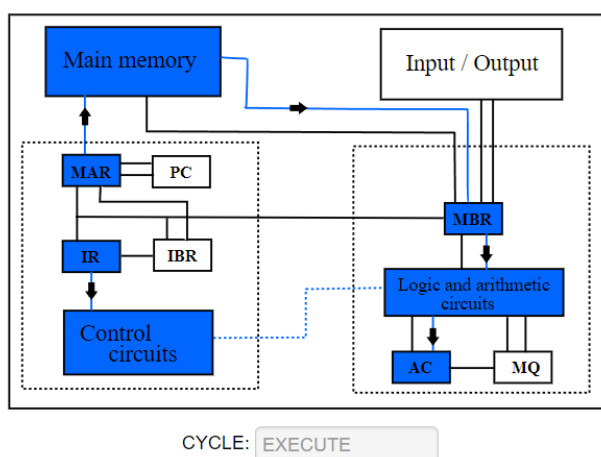 Main memory
Input / Output
MAR
PC
MBR
IR
IBR
Logic and arithmetic
circuits
Control
circuits
AC
MQ
CYCLE: EXECUTE